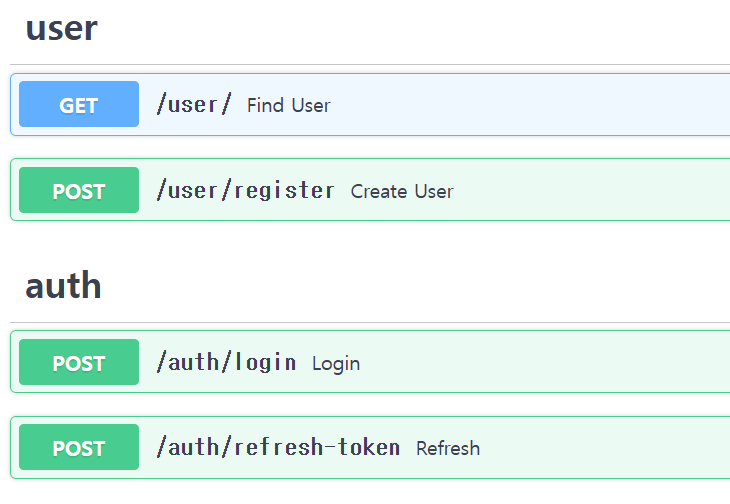 user
GET /user/ Find User
POST /user/register Create User
auth
POST /auth/login Login
POST /auth/refresh-token Refresh